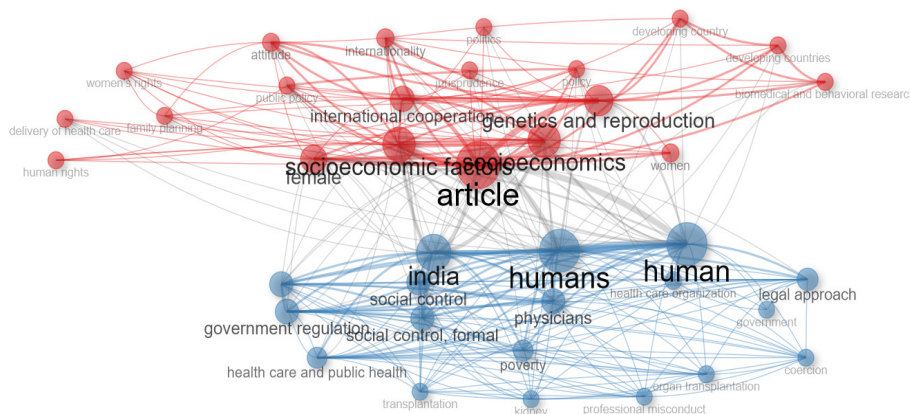 developing country
politics
internationality
attitude
developing countries
women's rights
jurisprudence
policy
biomedical and behavioral researc
public policy
international cooperation
genetics and reproduction
delivery of health care
family planning
human rights
socioeconomic factors
socioeconomics
women
female
article
india
humans
human
social control
health care organization
legal approach
government regulation
social control, formal
physicians
government
health care and public health
poverty
coercion
transplantation
kidney
professional misconduct
organ transplantation